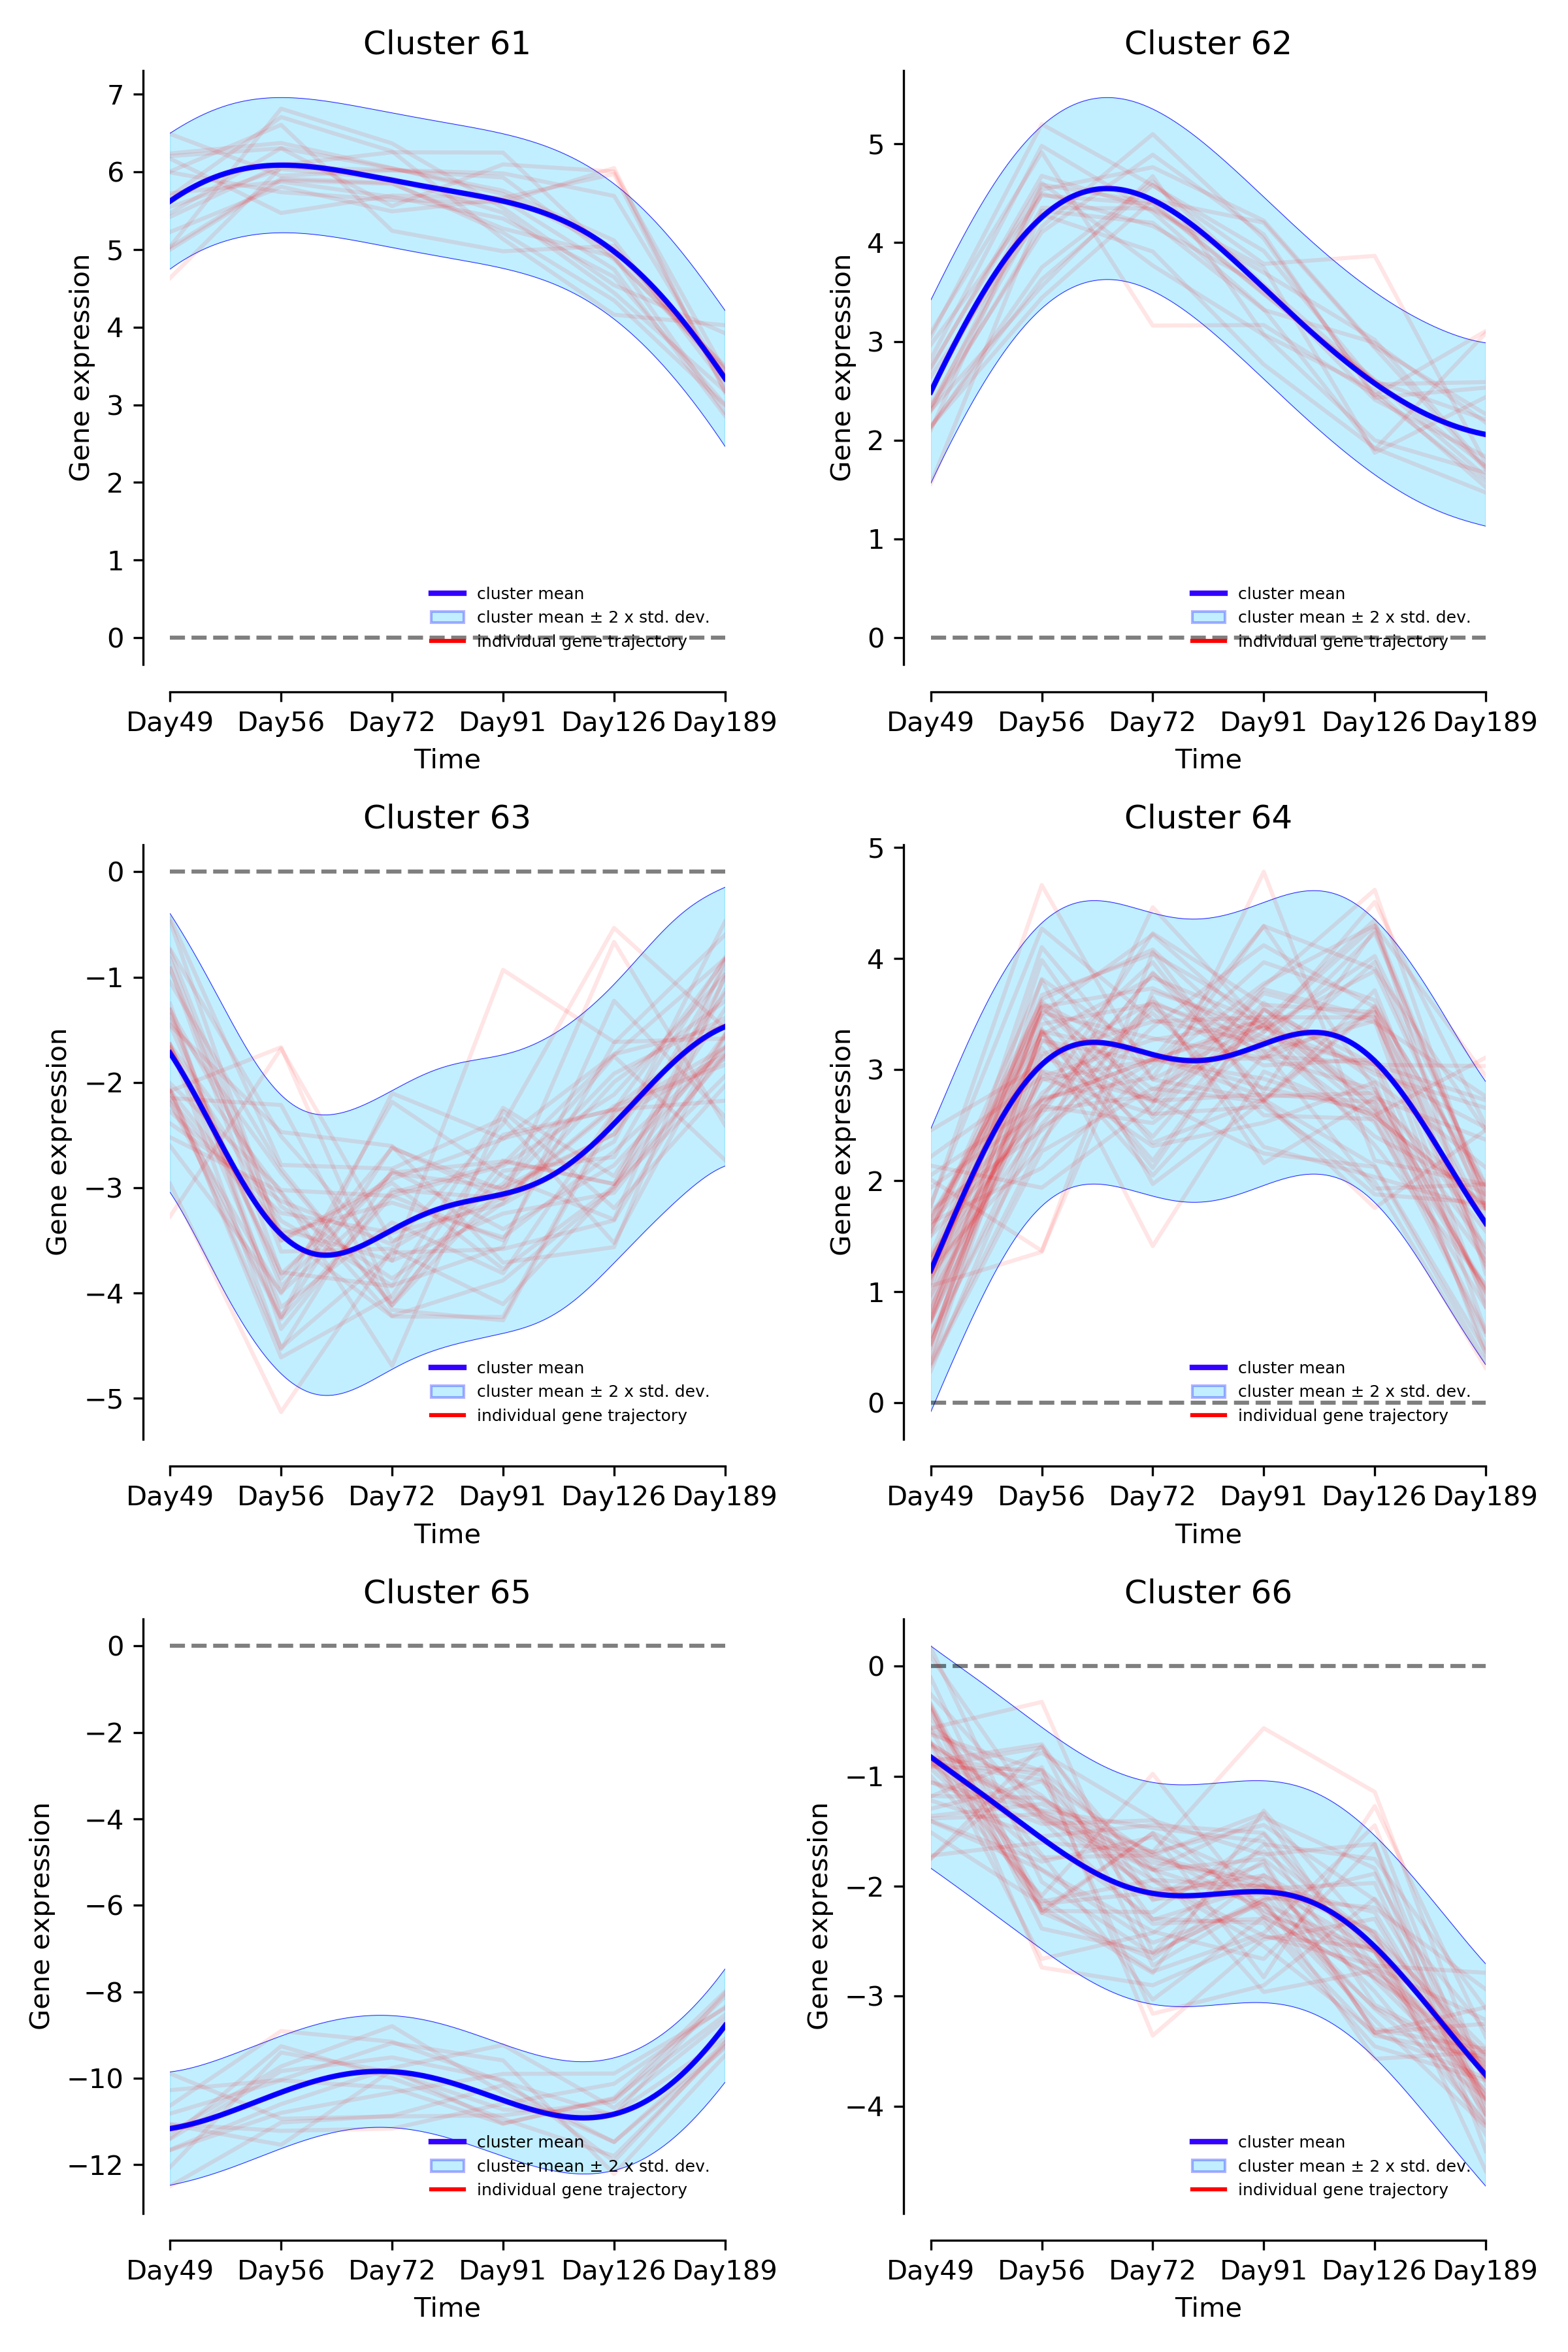 Cluster 61
Gene expression
7
6
5
4
3
2
1
0
cluster mean
cluster mean ± 2 x std. dev.
individual gene trajectory
Day49 Day56 Day72 Day91 Day126 Day189
Time
Cluster 62
Gene expression
5
4
3
2
1
0
cluster mean
cluster mean ± 2 x std. dev.
individual gene trajectory
Day49 Day56 Day72 Day91 Day126 Day189
Time
Cluster 63
Gene expression
0
−1
−2
−3
−4
−5
cluster mean
cluster mean ± 2 x std. dev.
individual gene trajectory
Day49 Day56 Day72 Day91 Day126 Day189
Time
Cluster 64
Gene expression
5
4
3
2
1
0
cluster mean
cluster mean ± 2 x std. dev.
individual gene trajectory
Day49 Day56 Day72 Day91 Day126 Day189
Time
Cluster 65
Gene expression
0
−2
−4
−6
−8
−10
−12
cluster mean
cluster mean ± 2 x std. dev.
individual gene trajectory
Day49 Day56 Day72 Day91 Day126 Day189
Time
Cluster 66
Gene expression
0
−1
−2
−3
−4
cluster mean
cluster mean ± 2 x std. dev.
individual gene trajectory
Day49 Day56 Day72 Day91 Day126 Day189
Time